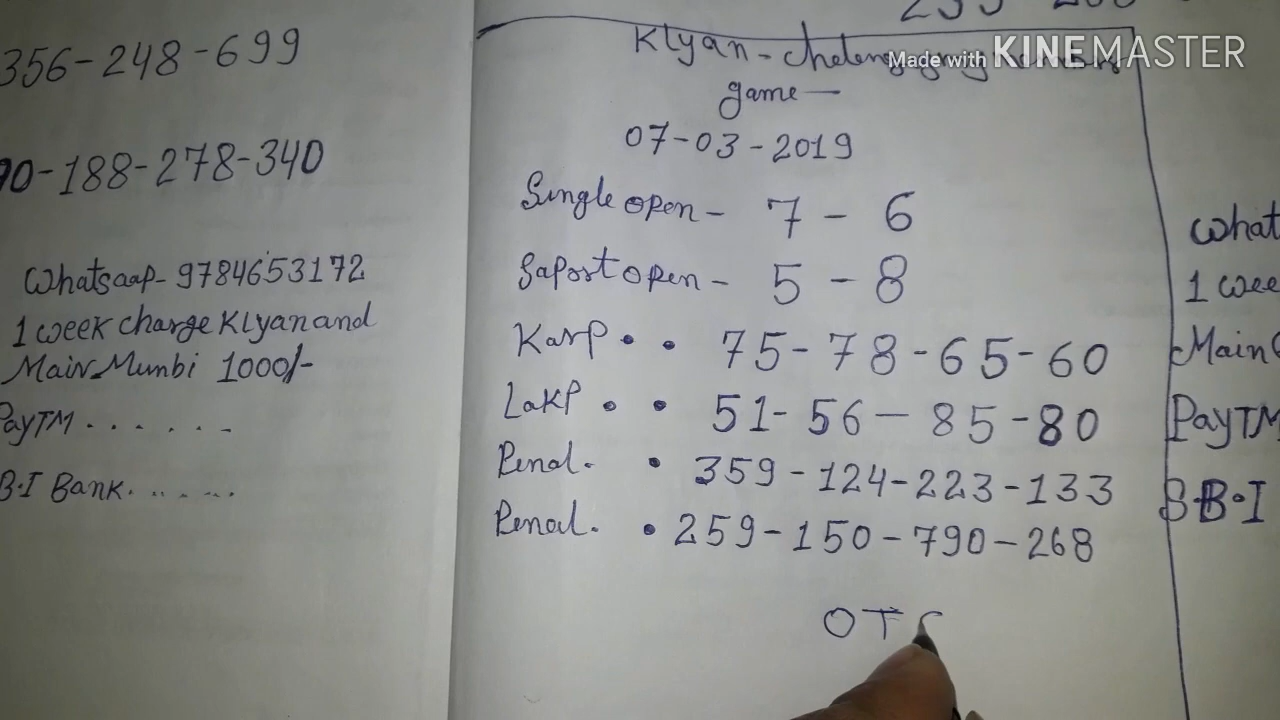 356-248-699
90-188-278-340
Whatsaap-9784653172
1 week charge Klyan and
Main Mumbi 1000/-
PayTM . . . . . .
B.I Bank. .. .. ..
Klyan -
Made with KINEMASTER
game —
07-03-2019
Single open - 7 - 6
Saport open - 5 - 8
Karp . . 75-78-65-60
Lakp . . 51-56-85-80
Penal. . 359-124-223-133
Penal. . 259-150-790-268
OT
What
1 wee
Main
PayTM
S.B.I